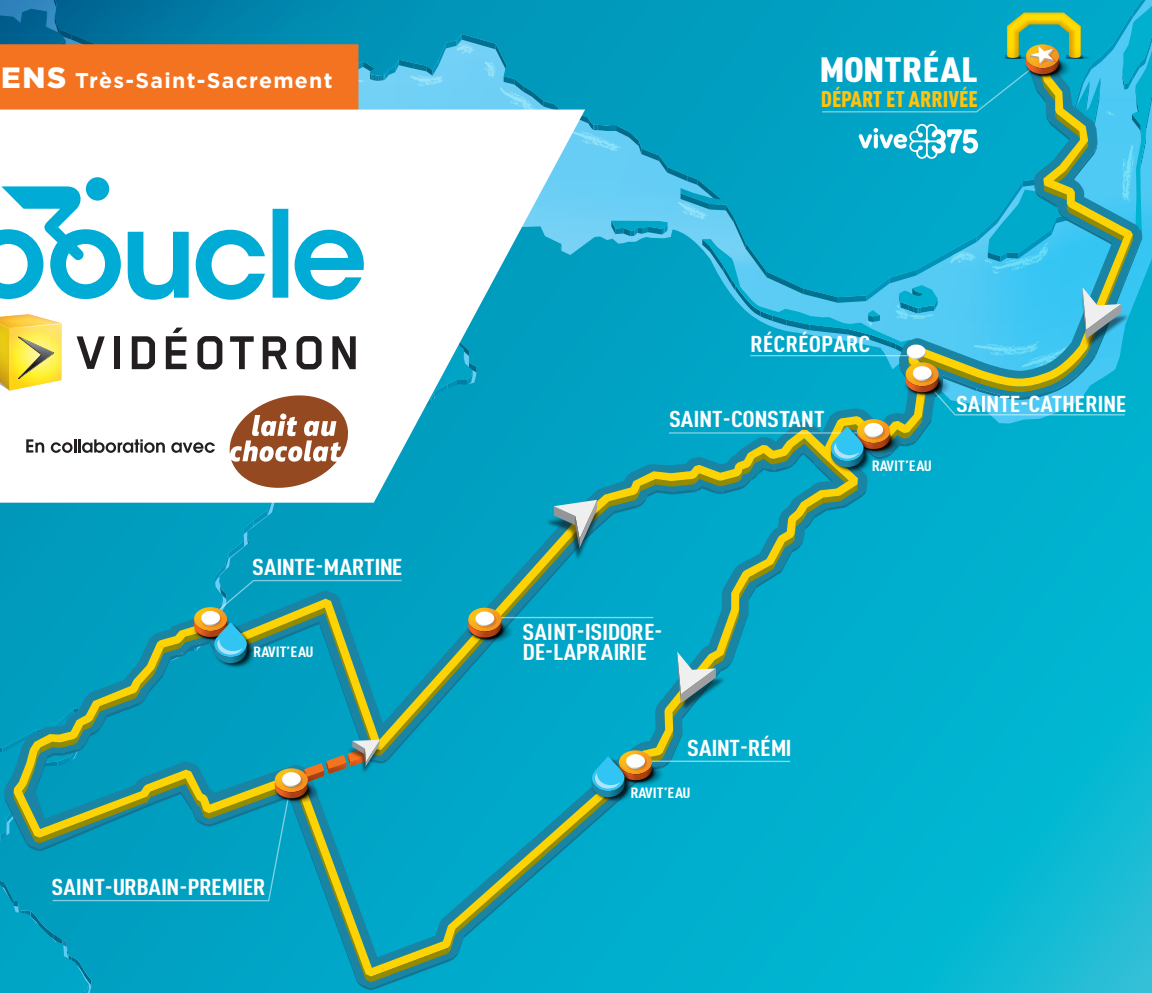 ENS Très-Saint-Sacrement
boucle
VIDÉOTRON
En collaboration avec
lait au
chocolat
MONTRÉAL
DÉPART ET ARRIVÉE
vive 375
RÉCRÉOPARC
SAINTE-CATHERINE
SAINT-CONSTANT
RAVIT'EAU
SAINTE-MARTINE
RAVIT'EAU
SAINT-ISIDORE-
DE-LAPRAIRIE
SAINT-RÉMI
RAVIT'EAU
SAINT-URBAIN-PREMIER